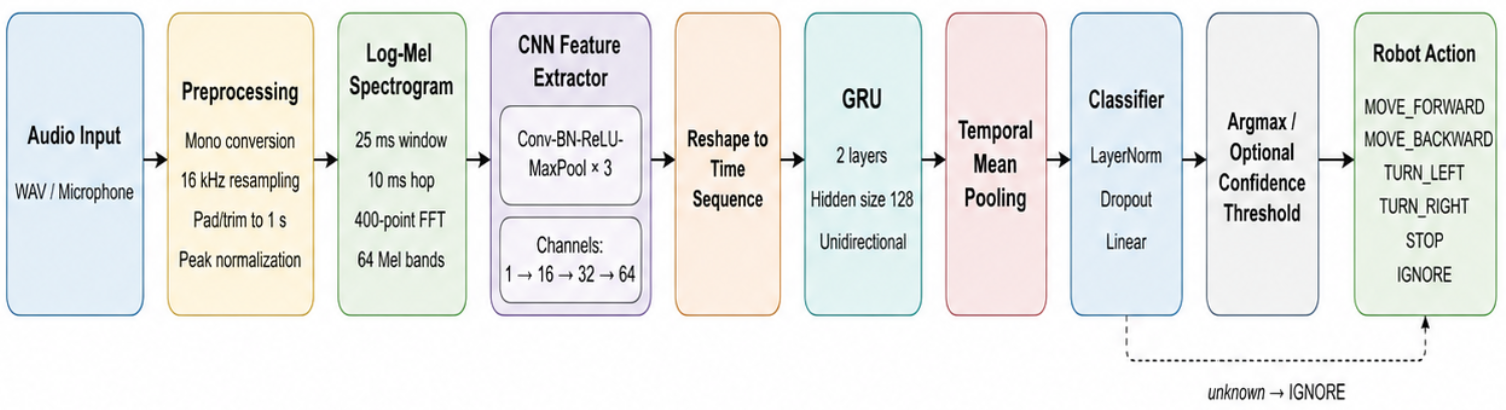 Audio Input
WAV / Microphone
Preprocessing
Mono conversion
16 kHz resampling
Pad/trim to 1 s
Peak normalization
Log-Mel
Spectrogram
25 ms window
10 ms hop
400-point FFT
64 Mel bands
CNN Feature
Extractor
Conv-BN-ReLU-
MaxPool × 3
Channels:
1 → 16 → 32 → 64
Reshape to
Time
Sequence
GRU
2 layers
Hidden size 128
Unidirectional
Temporal
Mean
Pooling
Classifier
LayerNorm
Dropout
Linear
Argmax /
Optional
Confidence
Threshold
Robot Action
MOVE_FORWARD
MOVE_BACKWARD
TURN_LEFT
TURN_RIGHT
STOP
IGNORE
unknown → IGNORE